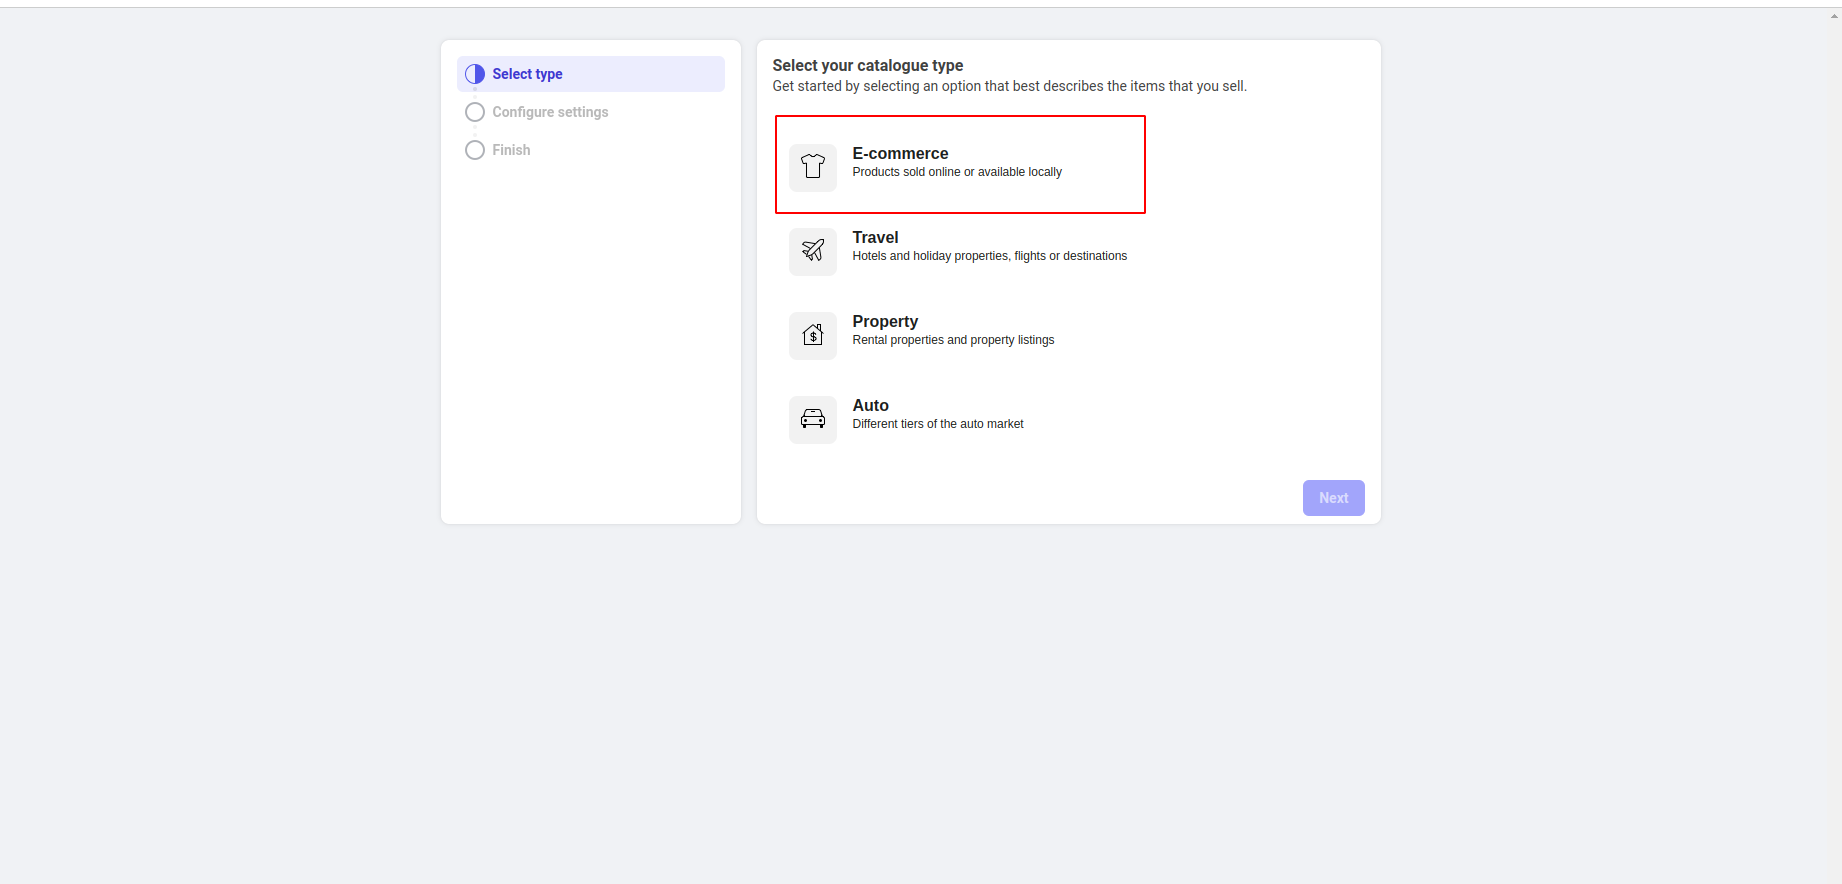 Select type
Configure settings
Finish
Select your catalogue type
Get started by selecting an option that best describes the items that you sell.
E-commerce
Products sold online or available locally
Travel
Hotels and holiday properties, flights or destinations
Property
Rental properties and property listings
Auto
Different tiers of the auto market
Next